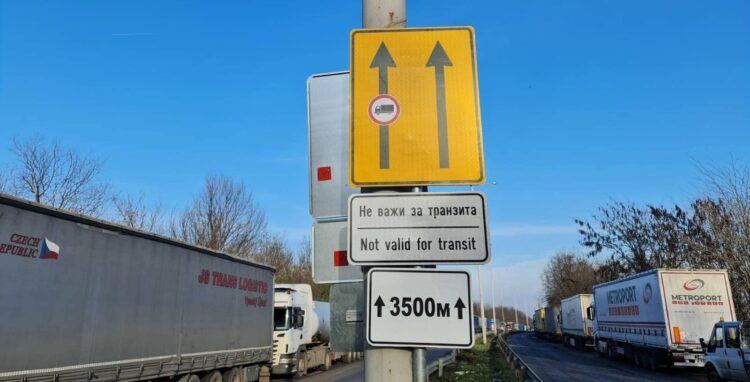 Не важи за транзита
Not valid for transit
3500м
CZECH
REPUBLIC
JS TRANS LOGISTIC
METROPORT
METROPORT